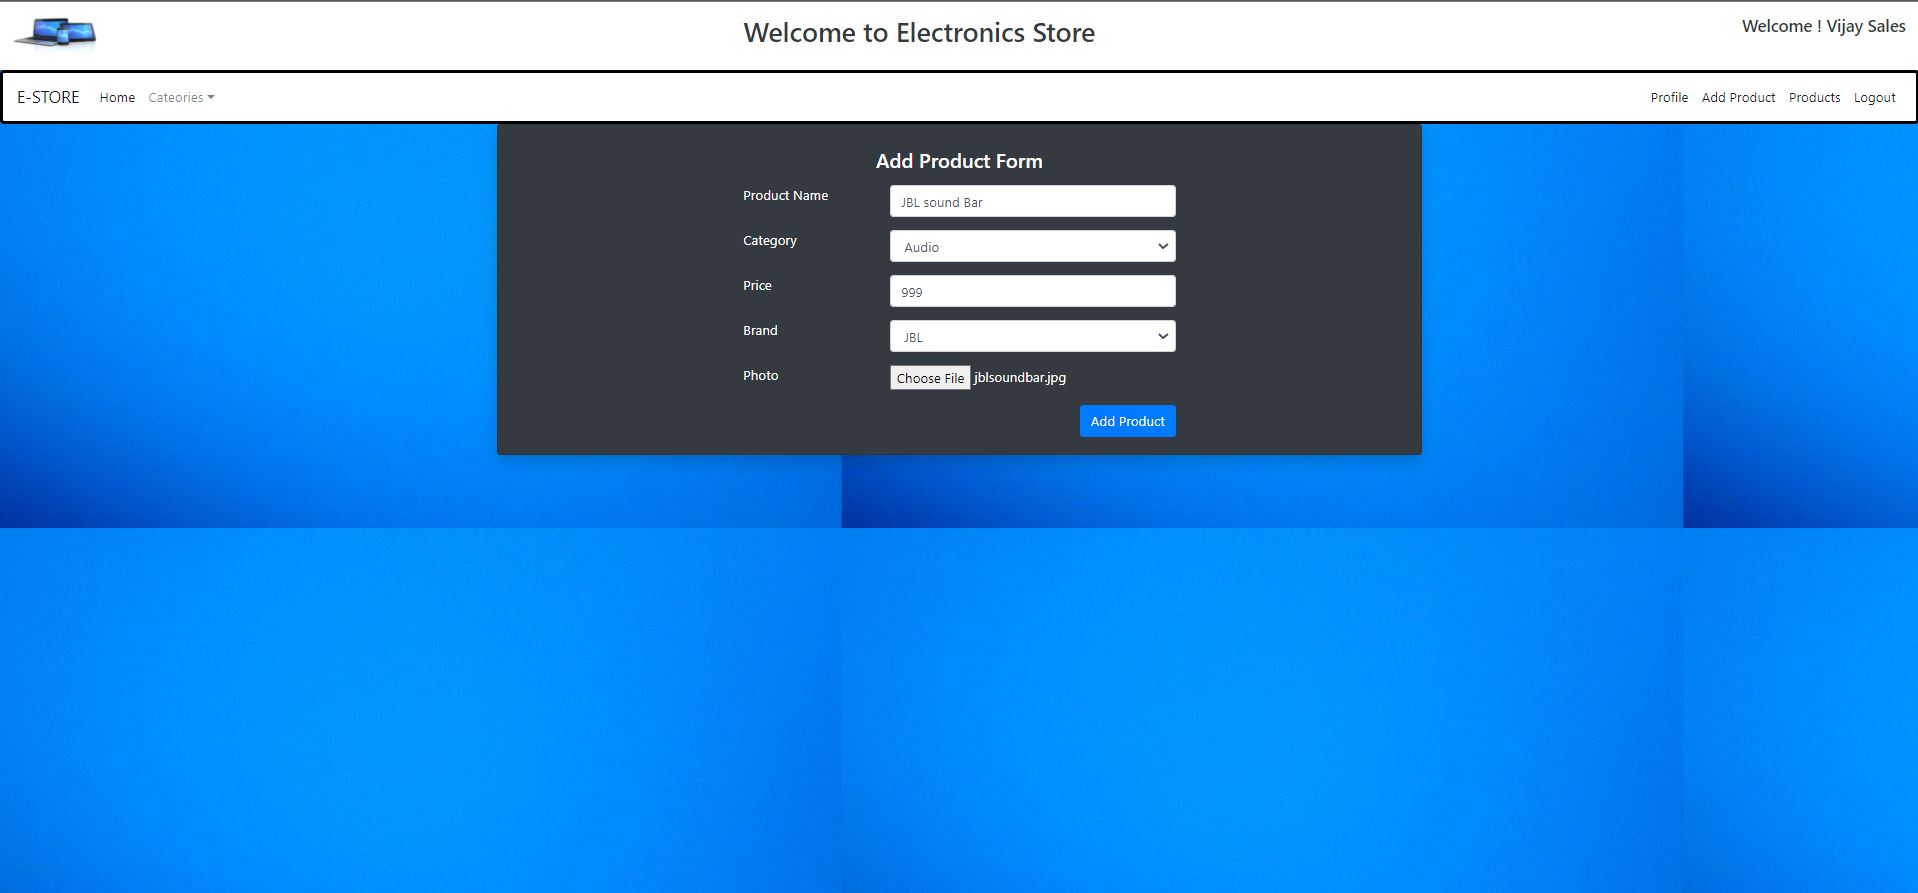 Welcome to Electronics Store
Welcome ! Vijay Sales
E-STORE Home Cateories Profile Add Product Products Logout
Add Product Form
Product Name JBL sound Bar
Category Audio
Price 999
Brand JBL
Photo Choose File jblsoundbar.jpg
Add Product